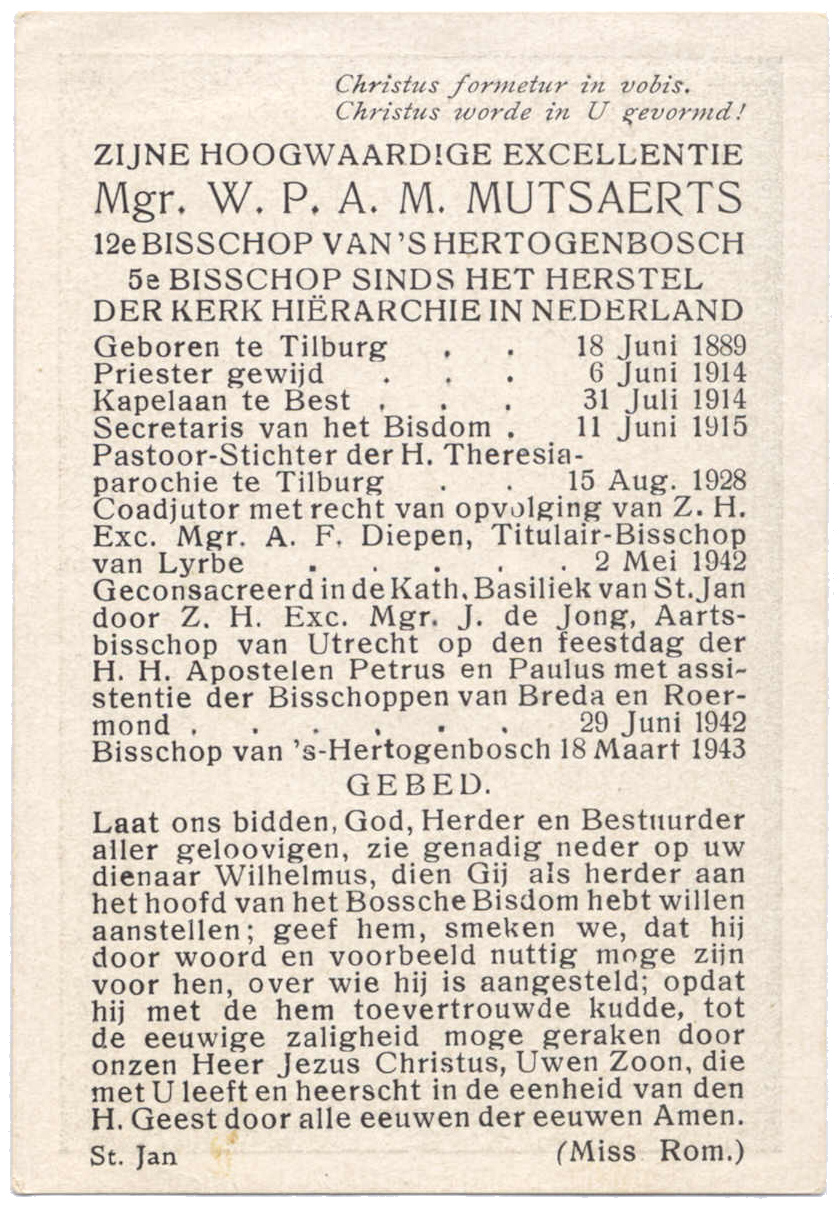 Christus formetur in vobis.
Christus worde in U gevormd!
ZIJNE HOOGWAARDIGE EXCELLENTIE
Mgr. W. P. A. M. MUTSAERTS
12e BISSCHOP VAN 'S HERTOGENBOSCH
5e BISSCHOP SINDS HET HERSTEL
DER KERK HIËRARCHIE IN NEDERLAND
Geboren te Tilburg . . 18 Juni 1889
Priester gewijd . . . 6 Juni 1914
Kapelaan te Best . . . 31 Juli 1914
Secretaris van het Bisdom . 11 Juni 1915
Pastoor-Stichter der H. Theresia-
parochie te Tilburg . . 15 Aug. 1928
Coadjutor met recht van opvolging van Z. H.
Exc. Mgr. A. F. Diepen, Titulair-Bisschop
van Lyrbe . . . . . 2 Mei 1942
Geconsacreerd in de Kath. Basiliek van St. Jan
door Z. H. Exc. Mgr. J. de Jong, Aarts-
bisschop van Utrecht op den feestdag der
H. H. Apostelen Petrus en Paulus met assi-
stentie der Bisschoppen van Breda en Roer-
mond . . . . . . 29 Juni 1942
Bisschop van 's-Hertogenbosch 18 Maart 1943
GEBED.
Laat ons bidden, God, Herder en Bestuurder
aller geloovigen, zie genadig neder op uw
dienaar Wilhelmus, dien Gij als herder aan
het hoofd van het Bossche Bisdom hebt willen
aanstellen; geef hem, smeken we, dat hij
door woord en voorbeeld nuttig moge zijn
voor hen, over wie hij is aangesteld; opdat
hij met de hem toevertrouwde kudde, tot
de eeuwige zaligheid moge geraken door
onzen Heer Jezus Christus, Uwen Zoon, die
met U leeft en heerscht in de eenheid van den
H. Geest door alle eeuwen der eeuwen Amen.
St. Jan (Miss Rom.)